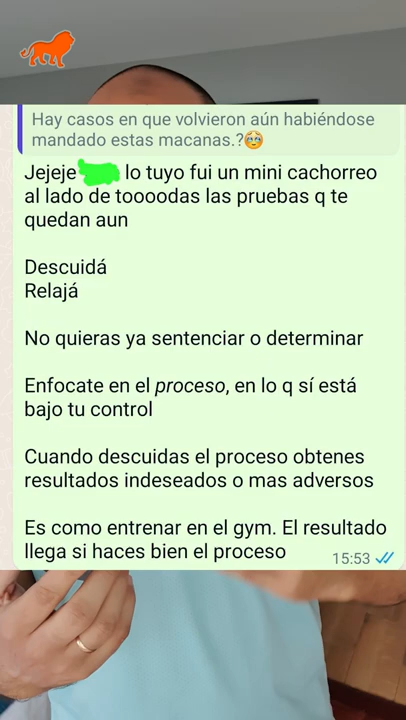 Hay casos en que volvieron aún habiéndose
mandado estas macanas.?🥹
Jejeje lo tuyo fui un mini cachorreo
al lado de toooodas las pruebas q te
quedan aun
Descuidá
Relajá
No quieras ya sentenciar o determinar
Enfocate en el proceso, en lo q sí está
bajo tu control
Cuando descuidas el proceso obtenes
resultados indeseados o mas adversos
Es como entrenar en el gym. El resultado
llega si haces bien el proceso
15:53